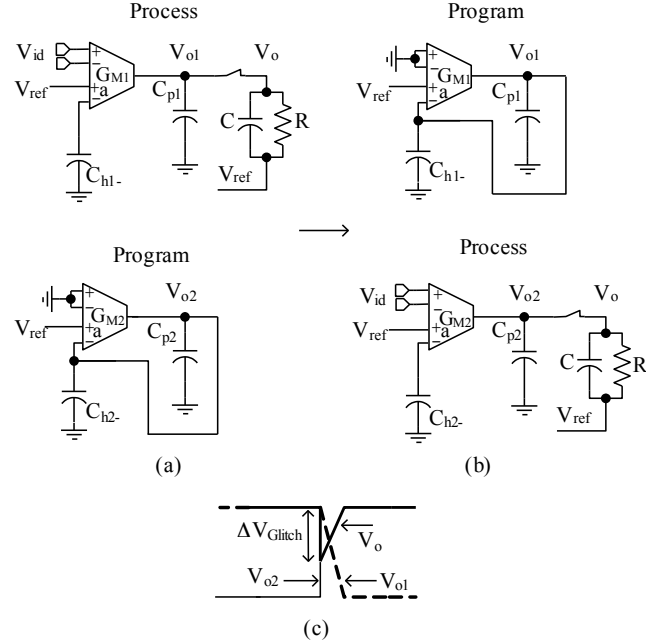 Process
V_id
+
−
G_M1
V_ref
+
a
−
C_h1-
V_o1
C_p1
V_o
C
R
V_ref
Program
+
−
G_M1
V_ref
+
a
−
C_h1-
V_o1
C_p1
Program
+
−
G_M2
V_ref
+
a
−
C_h2-
V_o2
C_p2
(a)
Process
V_id
+
−
G_M2
V_ref
+
a
−
C_h2-
V_o2
C_p2
V_o
C
R
V_ref
(b)
ΔV_Glitch
V_o
V_o2
V_o1
(c)